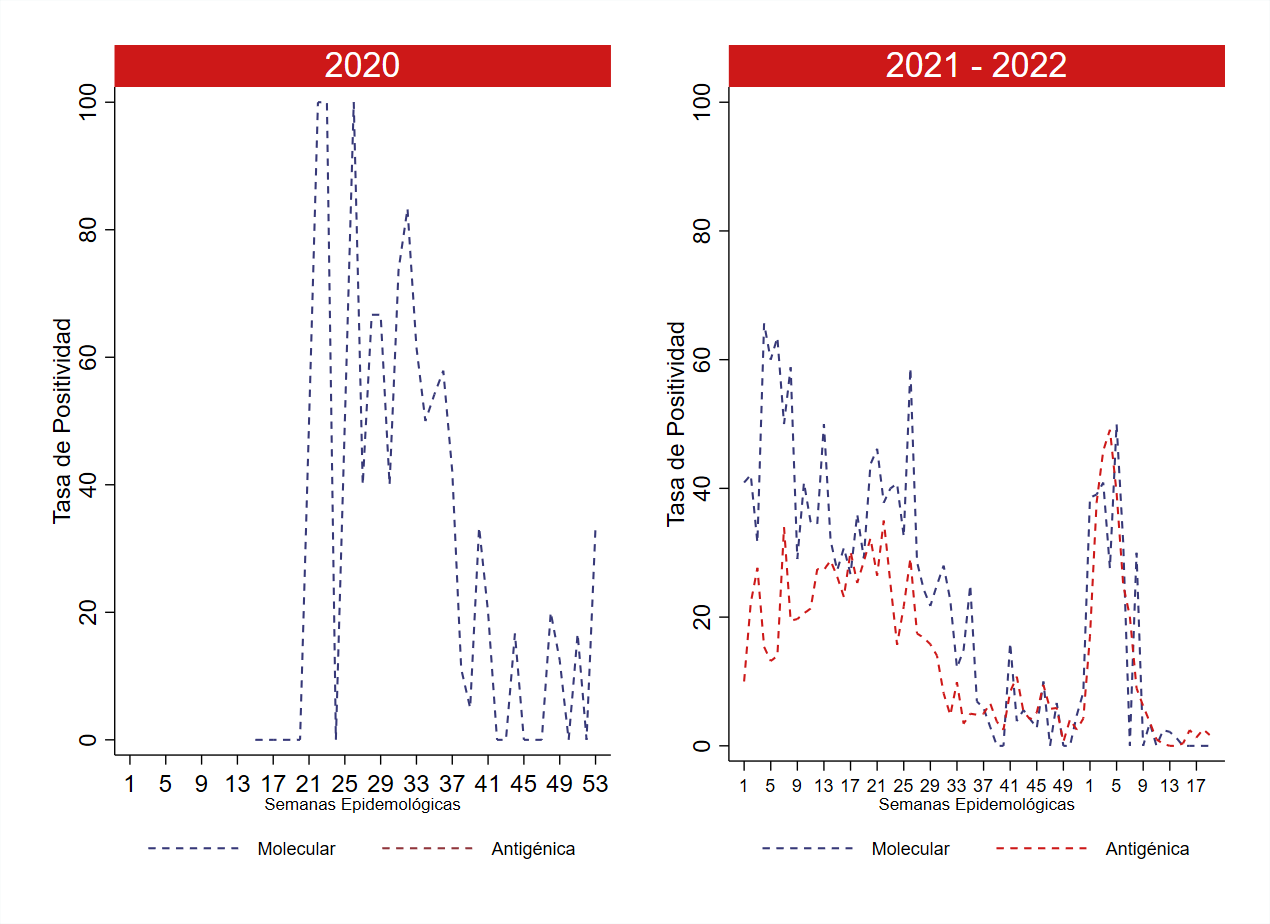 2020
Tasa de Positividad
100
80
60
40
20
0
1 5 9 13 17 21 25 29 33 37 41 45 49 53
Semanas Epidemológicas
Molecular Antigénica
2021 - 2022
Tasa de Positividad
100
80
60
40
20
0
1 5 9 13 17 21 25 29 33 37 41 45 49 1 5 9 13 17
Semanas Epidemológicas
Molecular Antigénica